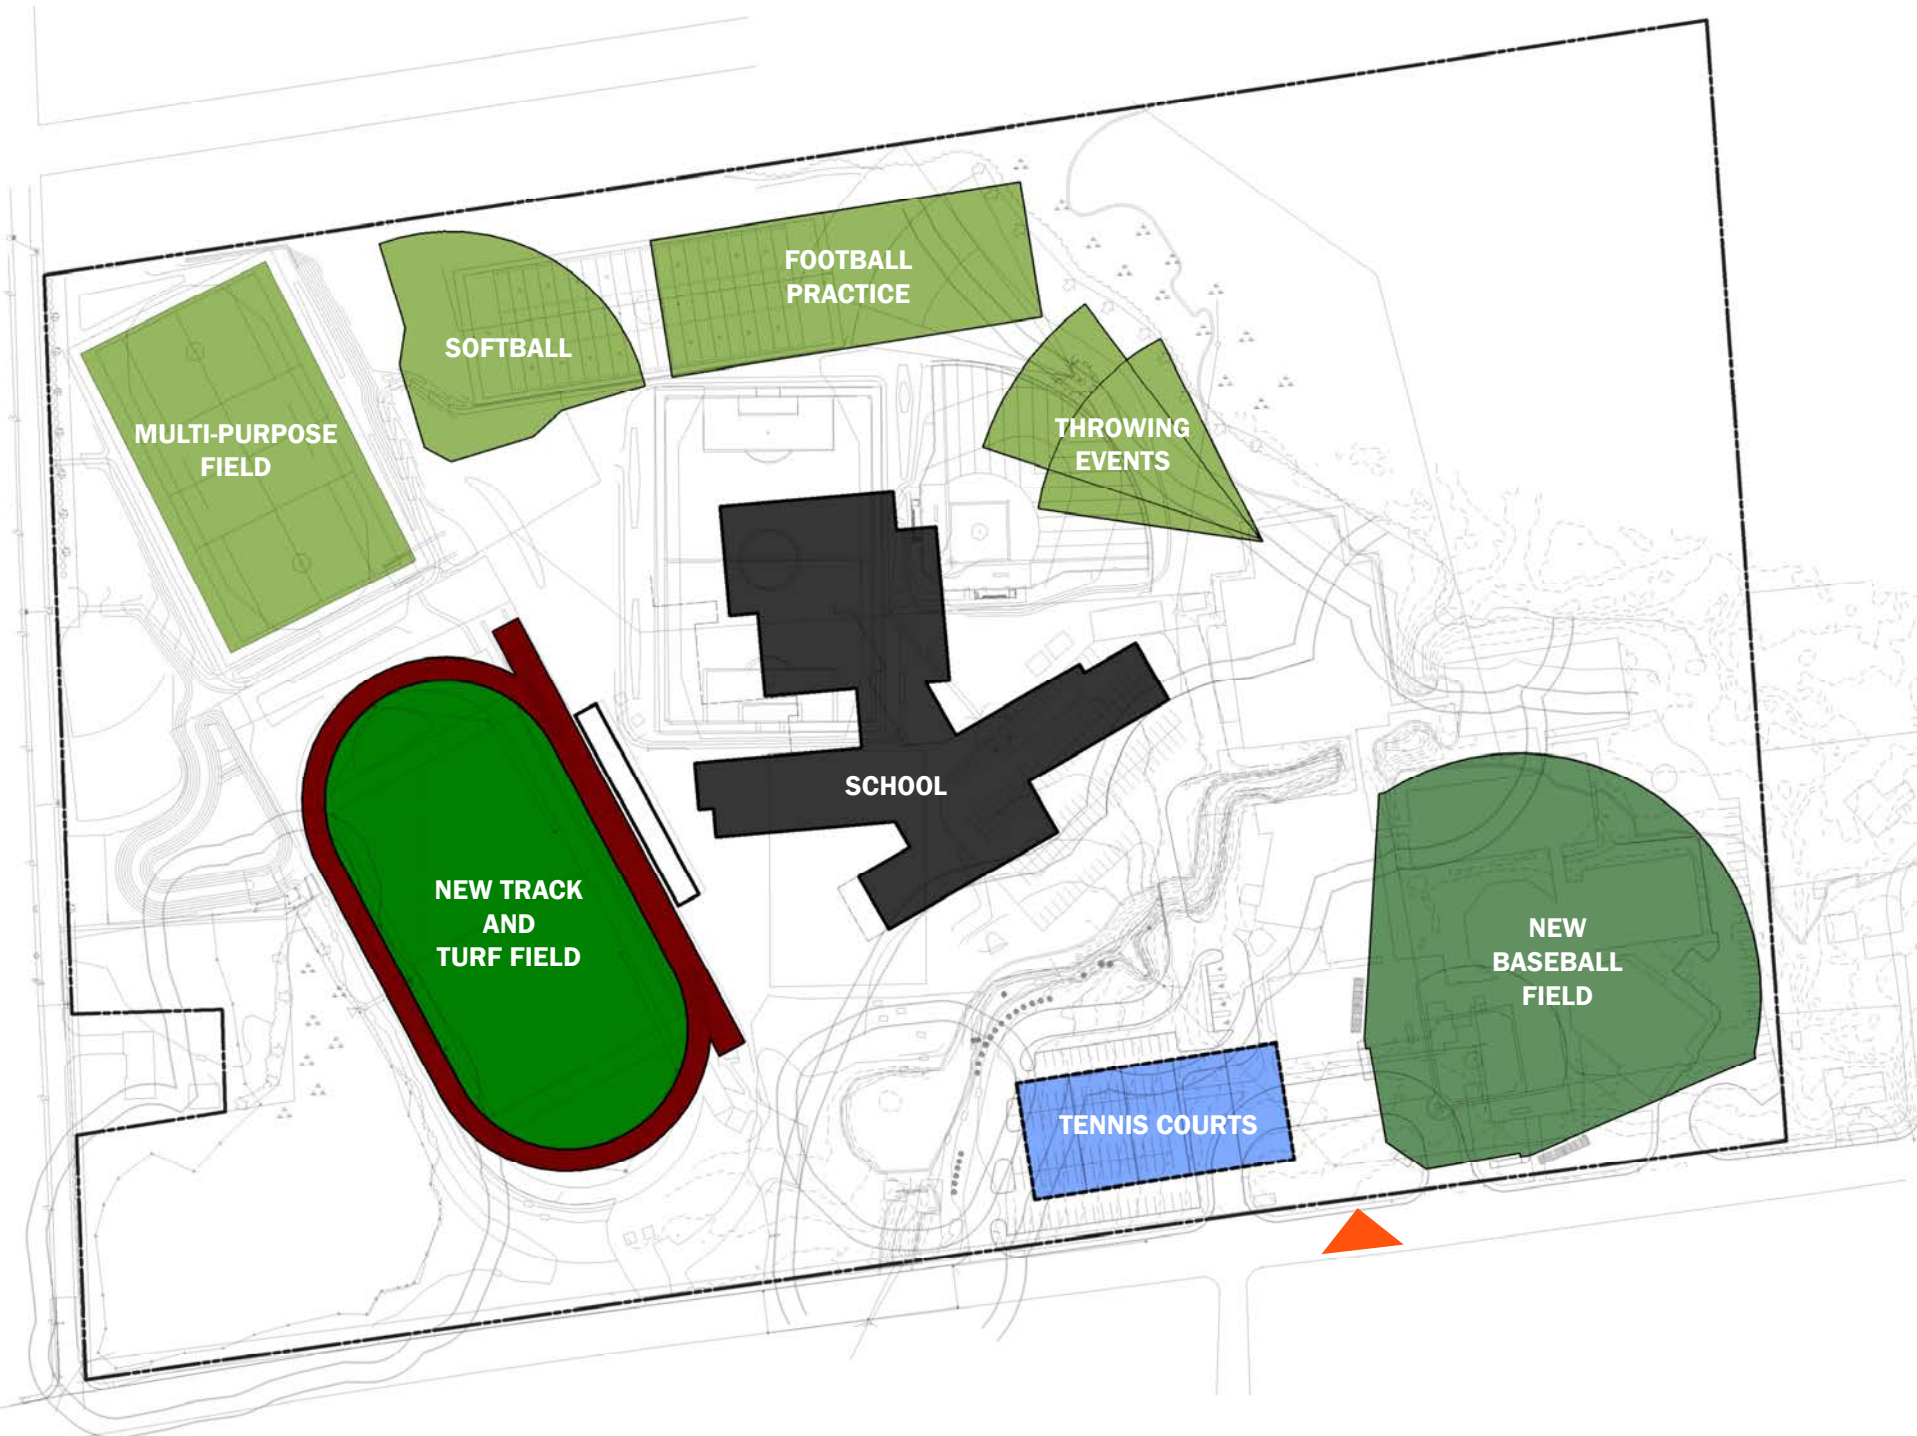 FOOTBALL
PRACTICE
SOFTBALL
MULTI-PURPOSE
FIELD
THROWING
EVENTS
SCHOOL
NEW TRACK
AND
TURF FIELD
NEW
BASEBALL
FIELD
TENNIS COURTS